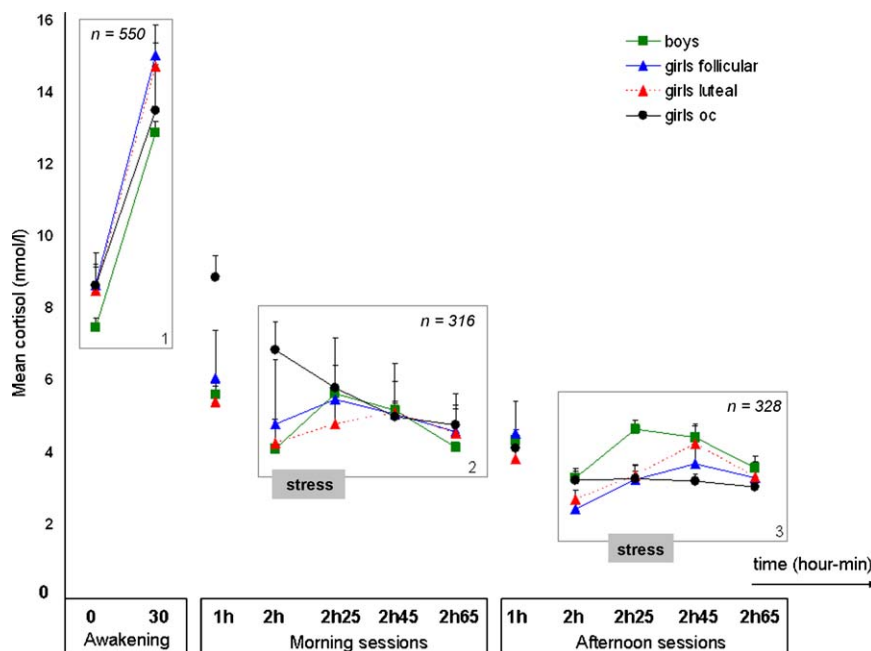 16
14
12
10
8
6
4
2
0
Mean cortisol (nmol/l)
n = 550
1
boys
girls follicular
girls luteal
girls oc
n = 316
2
stress
n = 328
3
stress
time (hour-min)
0 30
Awakening
1h 2h 2h25 2h45 2h65
Morning sessions
1h 2h 2h25 2h45 2h65
Afternoon sessions